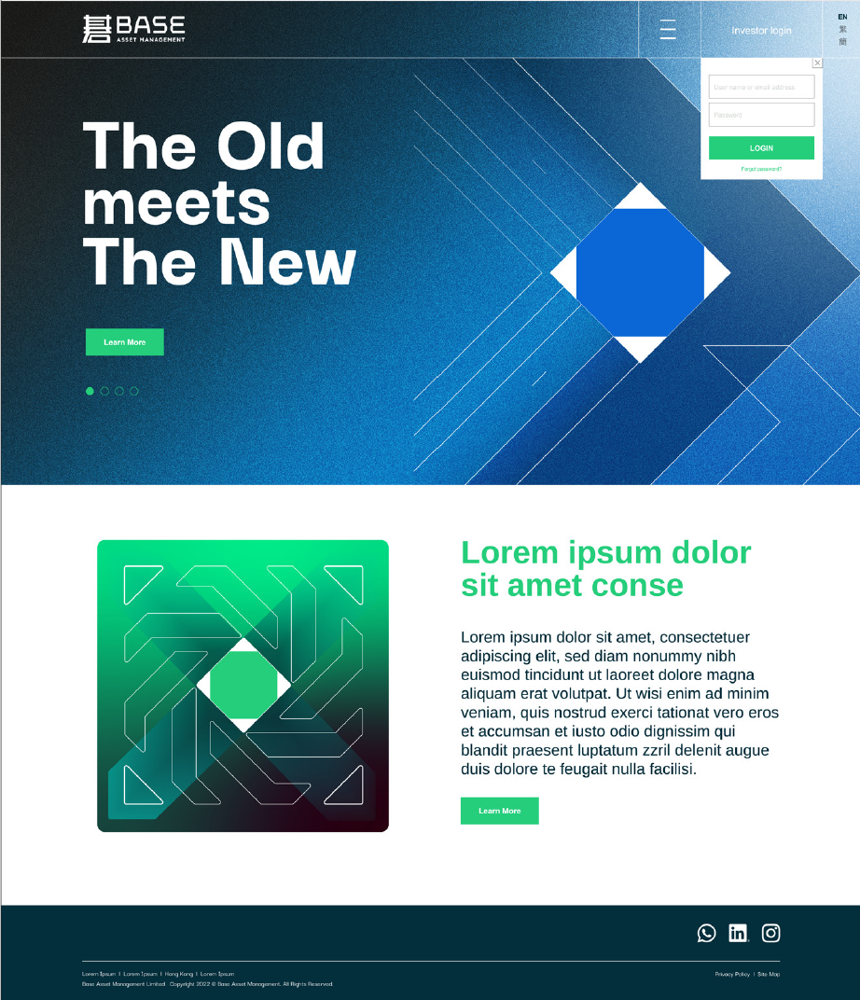 碁 BASE
ASSET MANAGEMENT
Investor login
EN
繁
簡
User name or email address
Password
LOGIN
Forgot password?
The Old
meets
The New
Learn More
Lorem ipsum dolor
sit amet conse
Lorem ipsum dolor sit amet, consectetuer
adipiscing elit, sed diam nonummy nibh
euismod tincidunt ut laoreet dolore magna
aliquam erat volutpat. Ut wisi enim ad minim
veniam, quis nostrud exerci tationat vero eros
et accumsan et iusto odio dignissim qui
blandit praesent luptatum zzril delenit augue
duis dolore te feugait nulla facilisi.
Learn More
in
Lorem Ipsum | Lorem Ipsum | Hong Kong | Lorem Ipsum
Base Asset Management Limited Copyright 2022 © Base Asset Management. All Rights Reserved.
Privacy Policy | Site Map